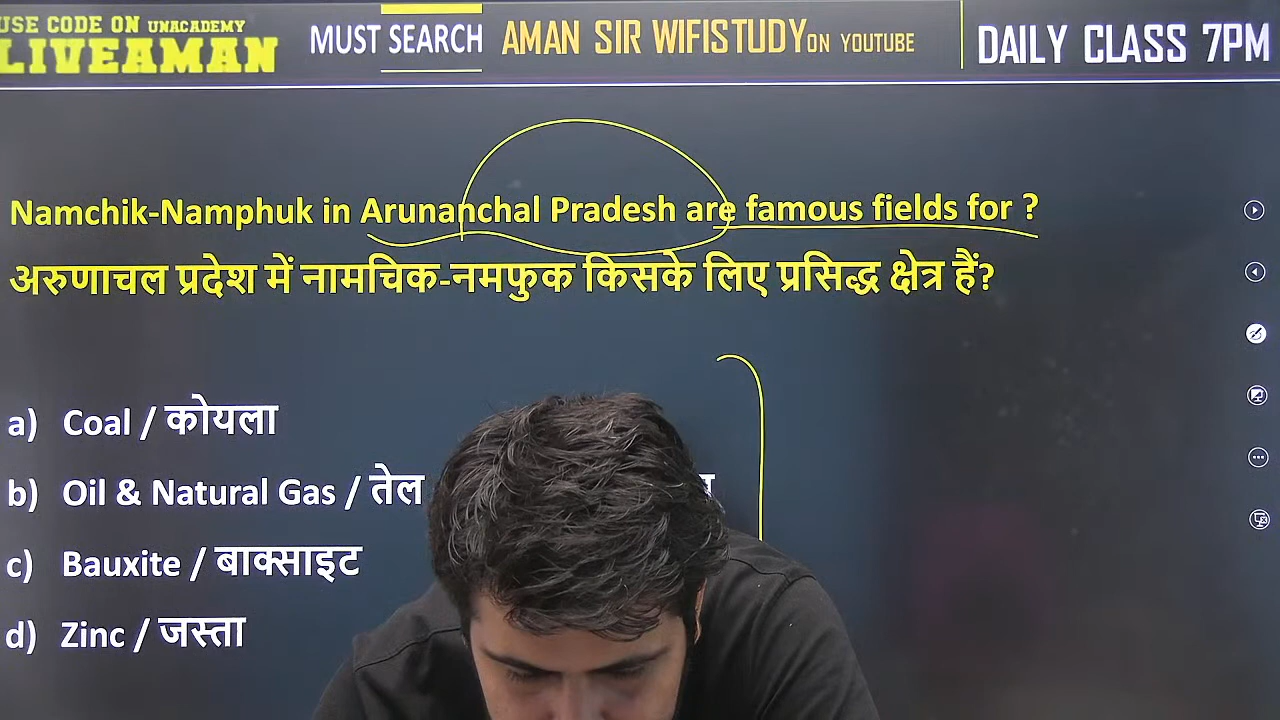 USE CODE ON UNACADEMY
LIVEAMAN
MUST SEARCH AMAN SIR WIFISTUDY ON YOUTUBE
DAILY CLASS 7PM
Namchik-Namphuk in Arunanchal Pradesh are famous fields for ?
अरुणाचल प्रदेश में नामचिक-नमफुक किसके लिए प्रसिद्ध क्षेत्र हैं?
a) Coal / कोयला
b) Oil & Natural Gas / तेल
c) Bauxite / बाक्साइट
d) Zinc / जस्ता